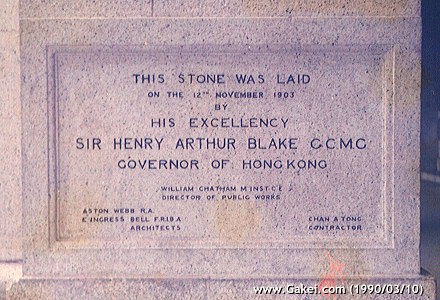 THIS STONE WAS LAID
ON THE 12TH NOVEMBER 1903
BY
HIS EXCELLENCY
SIR HENRY ARTHUR BLAKE G.C.M.G
GOVERNOR OF HONGKONG
WILLIAM CHATHAM M.INST.C.E
DIRECTOR OF PUBLIC WORKS
ASTON WEBB R.A.
E INGRESS BELL F.R.I.B.A
ARCHITECTS
CHAN A TONG
CONTRACTOR
www.Gakei.com (1990/03/10)